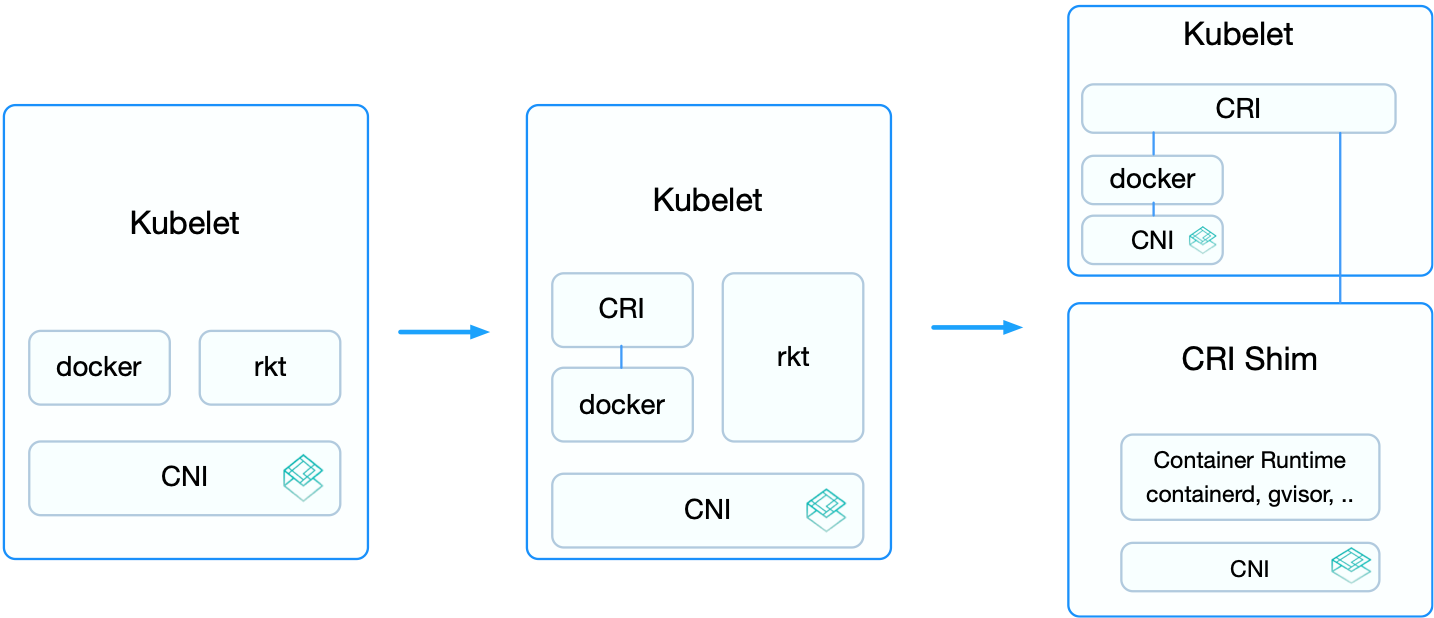 Kubelet
docker
rkt
CNI
Kubelet
CRI
docker
rkt
CNI
Kubelet
CRI
docker
CNI
CRI Shim
Container Runtime
containerd, gvisor, ..
CNI